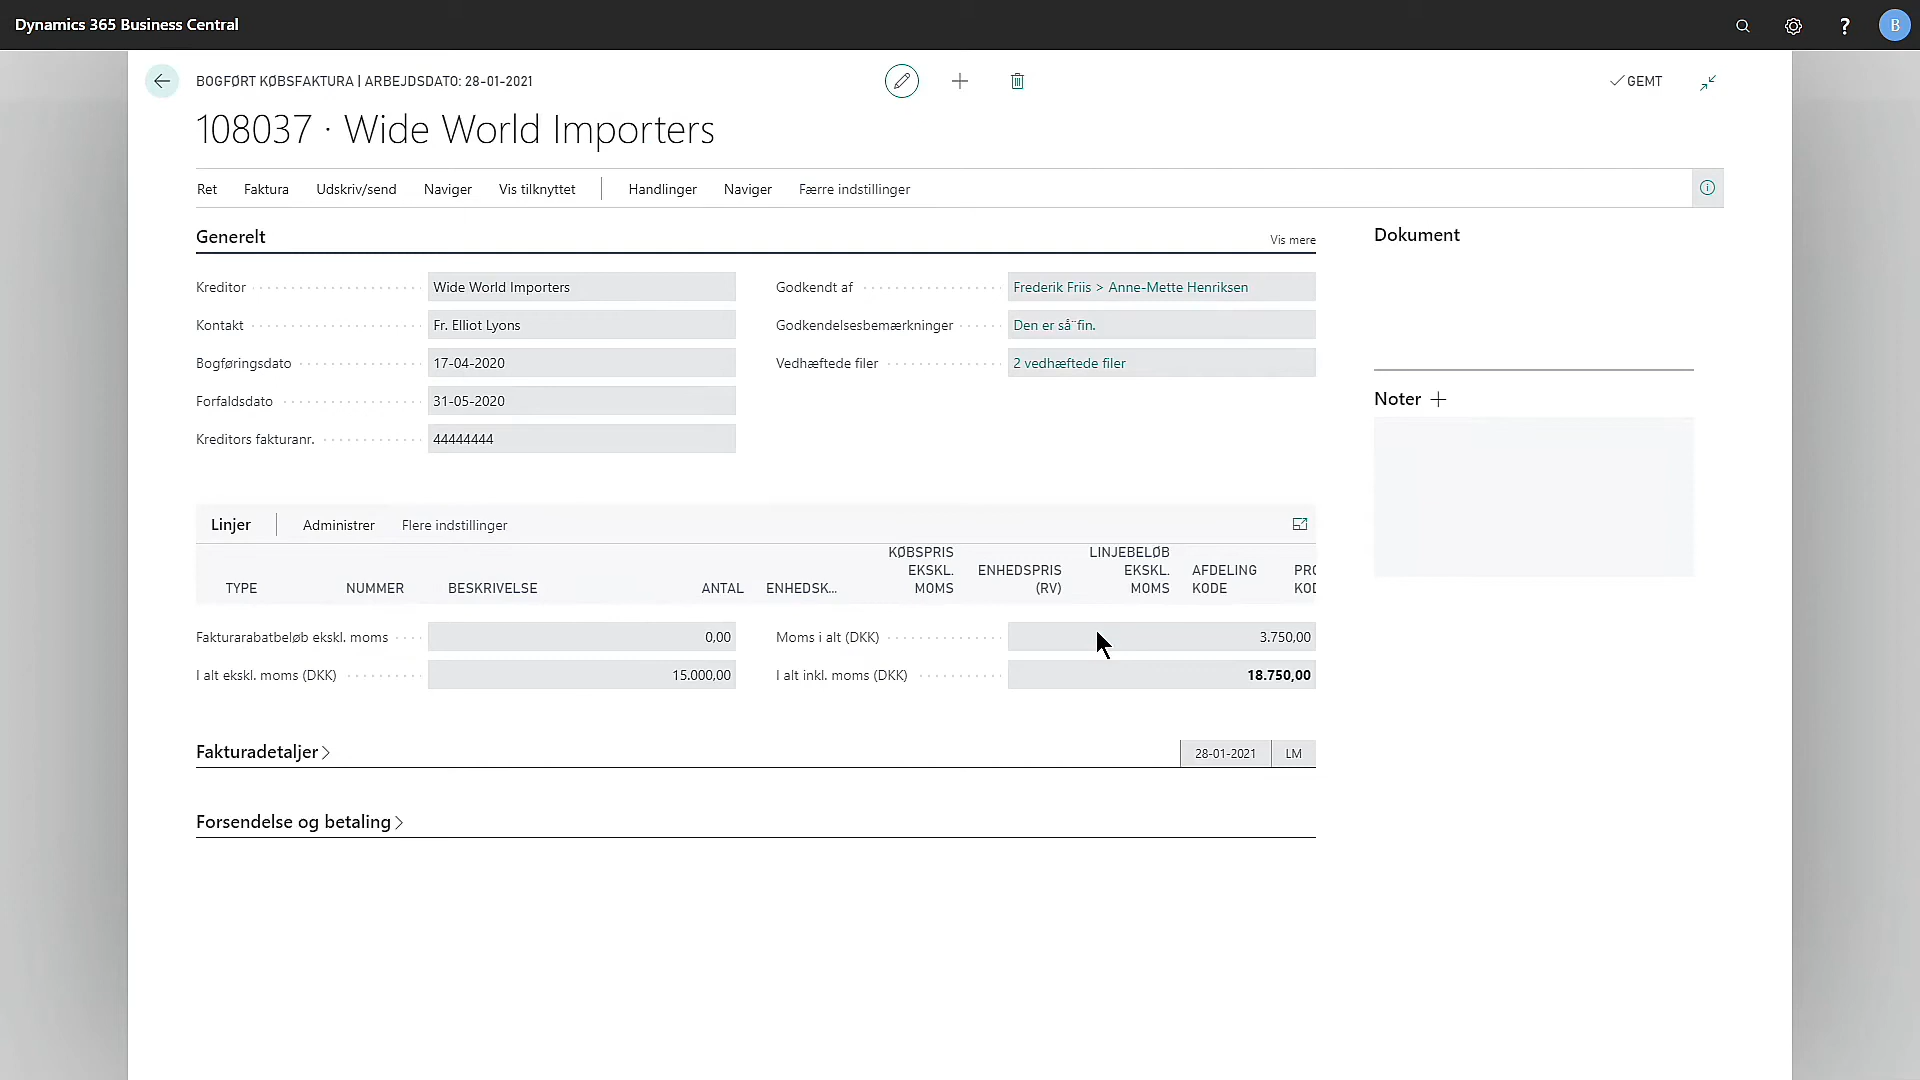 Dynamics 365 Business Central
?
B
BOGFØRT KØBSFAKTURA | ARBEJDSDATO: 28-01-2021
GEMT
108037 · Wide World Importers
Ret Faktura Udskriv/send Naviger Vis tilknyttet Handlinger Naviger Færre indstillinger
Generelt
Vis mere
Kreditor Wide World Importers
Kontakt Fr. Elliot Lyons
Bogføringsdato 17-04-2020
Forfaldsdato 31-05-2020
Kreditors fakturanr. 44444444
Godkendt af Frederik Friis > Anne-Mette Henriksen
Godkendelsesbemærkninger Den er så¨fin.
Vedhæftede filer 2 vedhæftede filer
Dokument
Noter
Linjer Administrer Flere indstillinger
TYPE
NUMMER
BESKRIVELSE
ANTAL
ENHEDSK...
KØBSPRIS
EKSKL.
MOMS
ENHEDSPRIS
(RV)
LINJEBELØB
EKSKL.
MOMS
AFDELING
KODE
Fakturarabatbeløb ekskl. moms 0,00
I alt ekskl. moms (DKK) 15.000,00
Moms i alt (DKK) 3.750,00
I alt inkl. moms (DKK) 18.750,00
Fakturadetaljer
28-01-2021 LM
Forsendelse og betaling